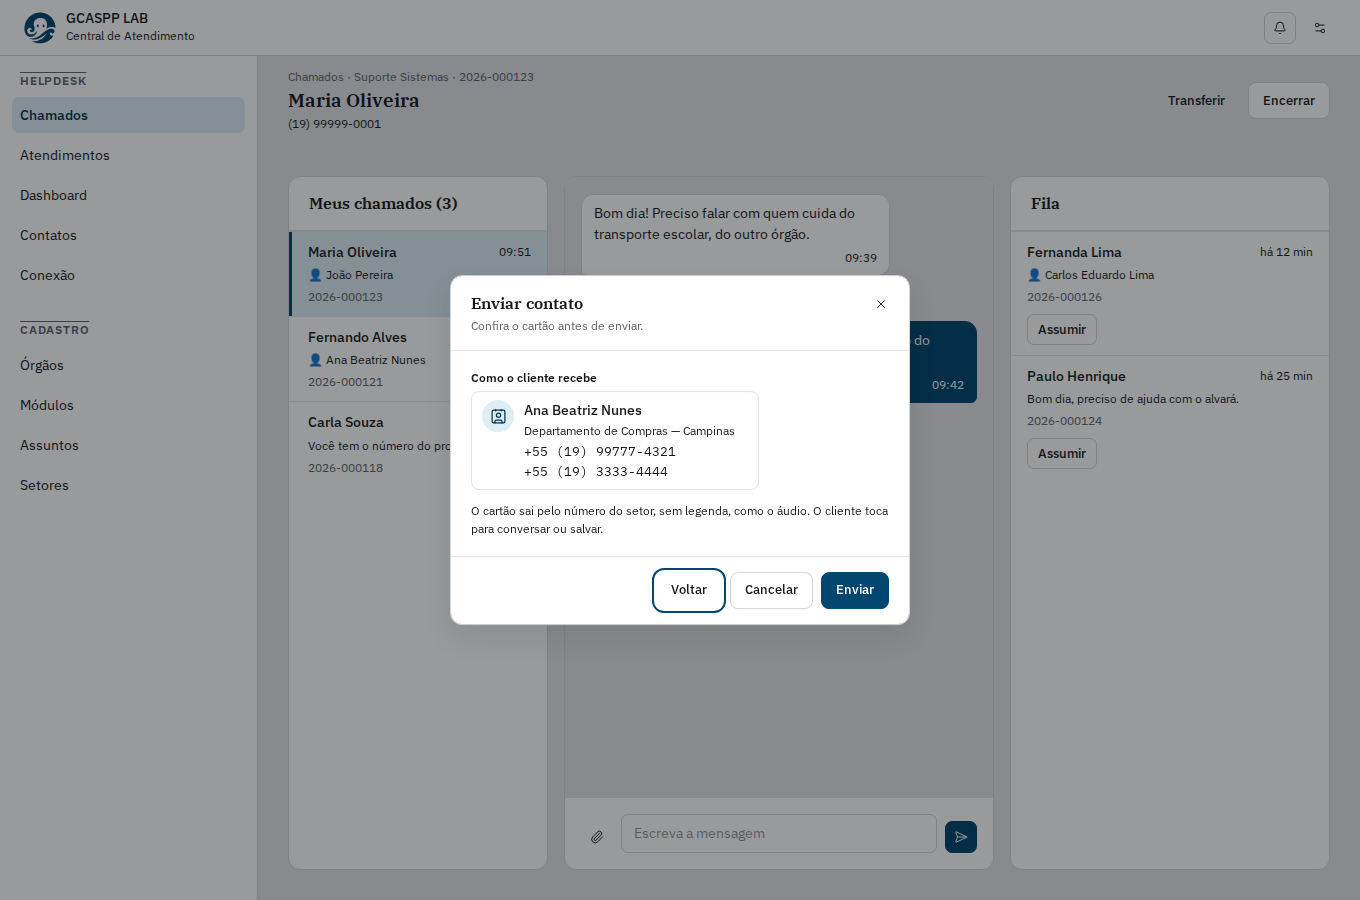 GCASPP LAB
Central de Atendimento
HELPDESK
Chamados
Atendimentos
Dashboard
Contatos
Conexão
CADASTRO
Órgãos
Módulos
Assuntos
Setores
Chamados · Suporte Sistemas · 2026-000123
Maria Oliveira
(19) 99999-0001
Transferir
Encerrar
Meus chamados (3)
Maria Oliveira
09:51
João Pereira
2026-000123
Fernando Alves
Ana Beatriz Nunes
2026-000121
Carla Souza
Você tem o número do
2026-000118
Bom dia! Preciso falar com quem cuida do
transporte escolar, do outro órgão.
09:39
do
09:42
Enviar contato
Confira o cartão antes de enviar.
Como o cliente recebe
Ana Beatriz Nunes
Departamento de Compras — Campinas
+55 (19) 99777-4321
+55 (19) 3333-4444
O cartão sai pelo número do setor, sem legenda, como o áudio. O cliente toca
para conversar ou salvar.
Voltar
Cancelar
Enviar
Escreva a mensagem
Fila
Fernanda Lima
há 12 min
Carlos Eduardo Lima
2026-000126
Assumir
Paulo Henrique
há 25 min
Bom dia, preciso de ajuda com o alvará.
2026-000124
Assumir